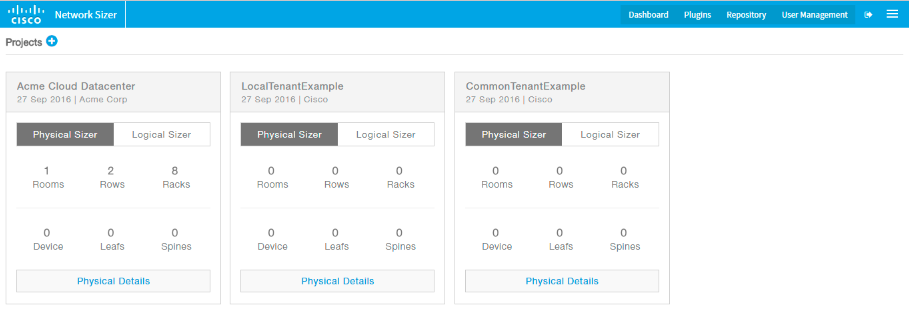 CISCO Network Sizer Dashboard Plugins Repository User Management
Projects
Acme Cloud Datacenter LocalTenantExample CommonTenantExample
27 Sep 2016 | Acme Corp 27 Sep 2016 | Cisco 27 Sep 2016 | Cisco
Physical Sizer Logical Sizer Physical Sizer Logical Sizer Physical Sizer Logical Sizer
1 2 8 0 0 0 0 0 0
Rooms Rows Racks Rooms Rows Racks Rooms Rows Racks
0 0 0 0 0 0 0 0 0
Device Leafs Spines Device Leafs Spines Device Leafs Spines
Physical Details Physical Details Physical Details